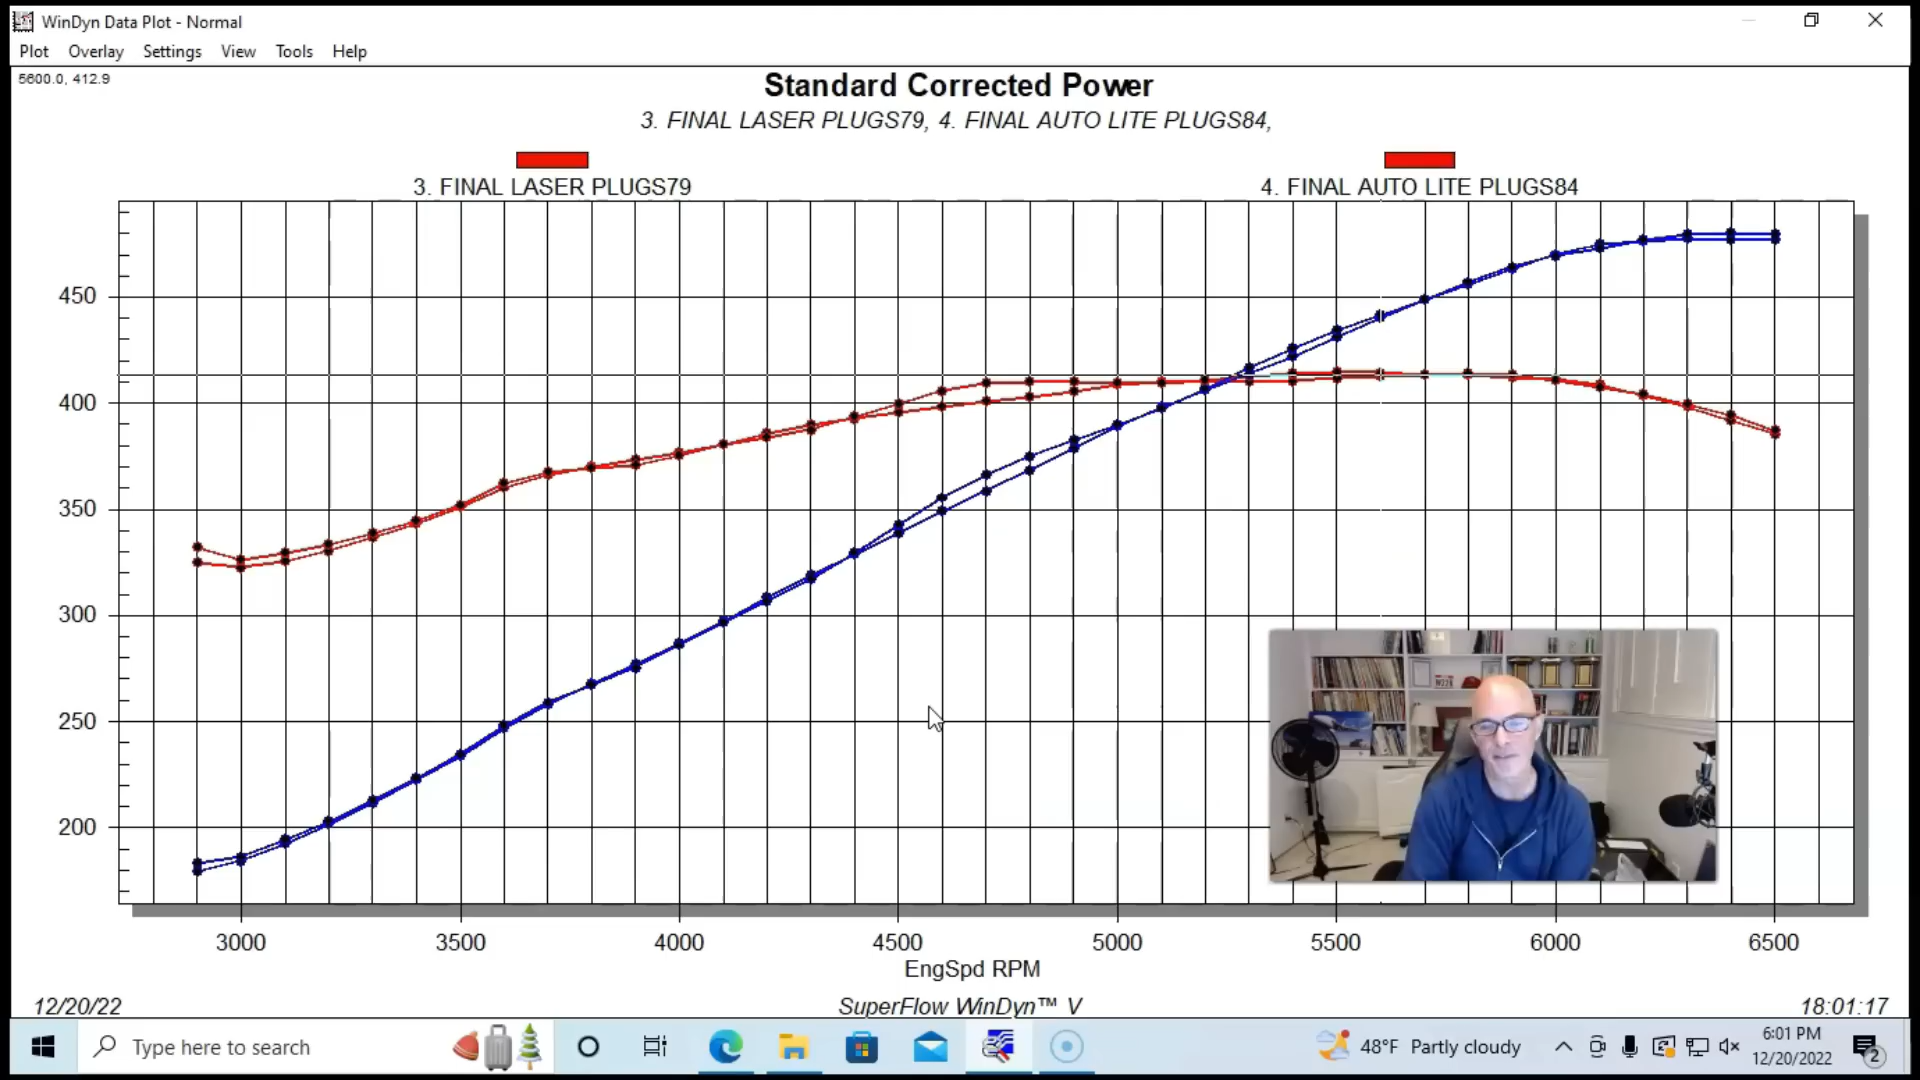 WinDyn Data Plot - Normal
Plot Overlay Settings View Tools Help
5600.0, 412.9
Standard Corrected Power
3. FINAL LASER PLUGS79, 4. FINAL AUTO LITE PLUGS84,
3. FINAL LASER PLUGS79
4. FINAL AUTO LITE PLUGS84
450
400
350
300
250
200
3000 3500 4000 4500 5000 5500 6000 6500
EngSpd RPM
12/20/22
SuperFlow WinDyn™ V
18:01:17
Type here to search
48°F Partly cloudy
6:01 PM
12/20/2022
2